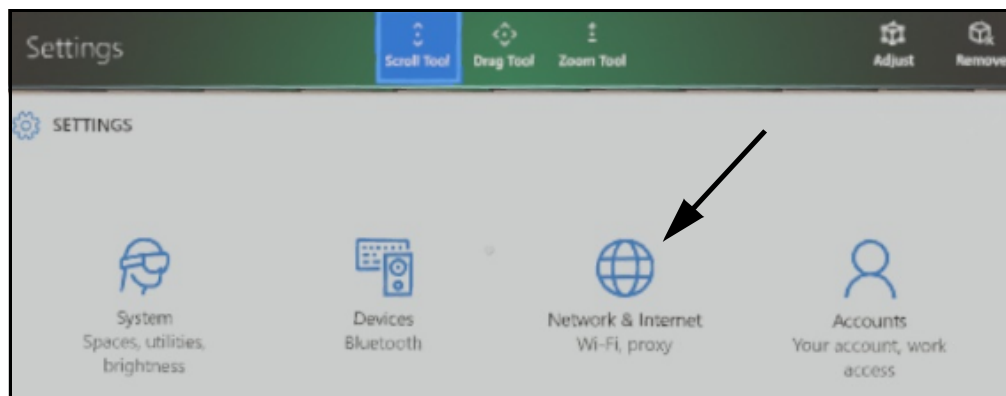 Settings
Scroll Tool
Drag Tool
Zoom Tool
Adjust
Remove
SETTINGS
System
Spaces, utilities,
brightness
Devices
Bluetooth
Network & Internet
Wi-Fi, proxy
Accounts
Your account, work
access